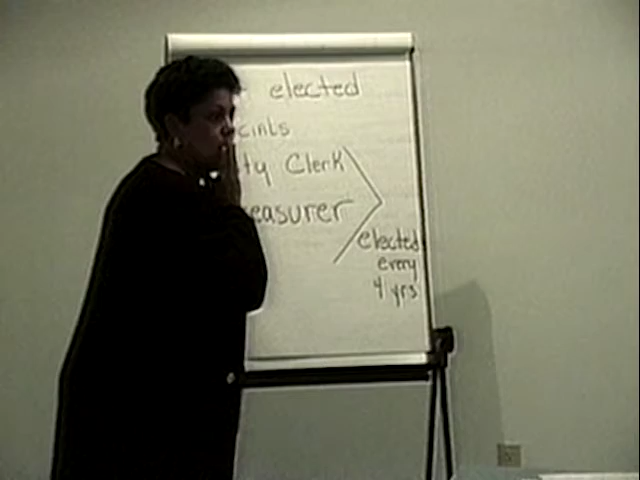 elected
cints
ty Clerk
easurer
elected
every
4 yrs